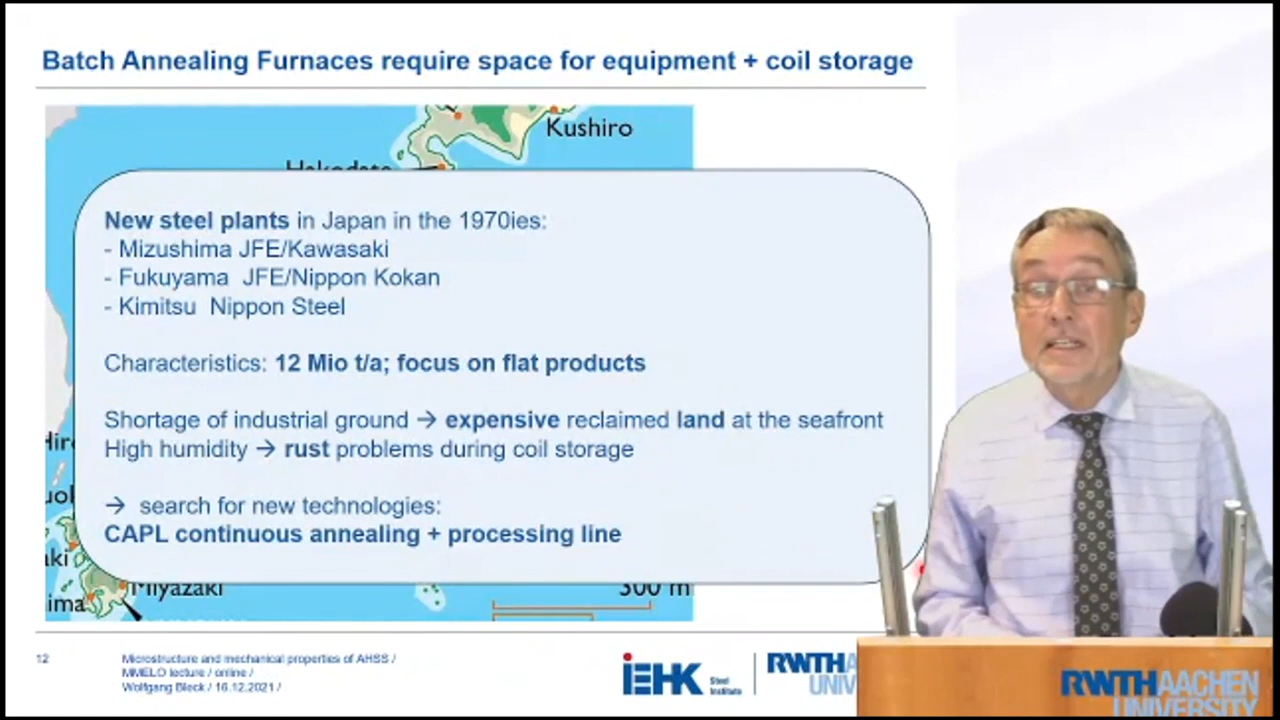 Batch Annealing Furnaces require space for equipment + coil storage
Kushiro
New steel plants in Japan in the 1970ies:
- Mizushima JFE/Kawasaki
- Fukuyama JFE/Nippon Kokan
- Kimitsu Nippon Steel
Characteristics: 12 Mio t/a; focus on flat products
Shortage of industrial ground → expensive reclaimed land at the seafront
High humidity → rust problems during coil storage
→ search for new technologies:
CAPL continuous annealing + processing line
Miyazaki
300 m
12
Microstructure and mechanical properties of AHSS /
MMELO lecture / online /
Wolfgang Bleck / 16.12.2021 /
iEHK Steel Institute
RWTHA
UNIV
RWTHAACHEN
UNIVERSITY